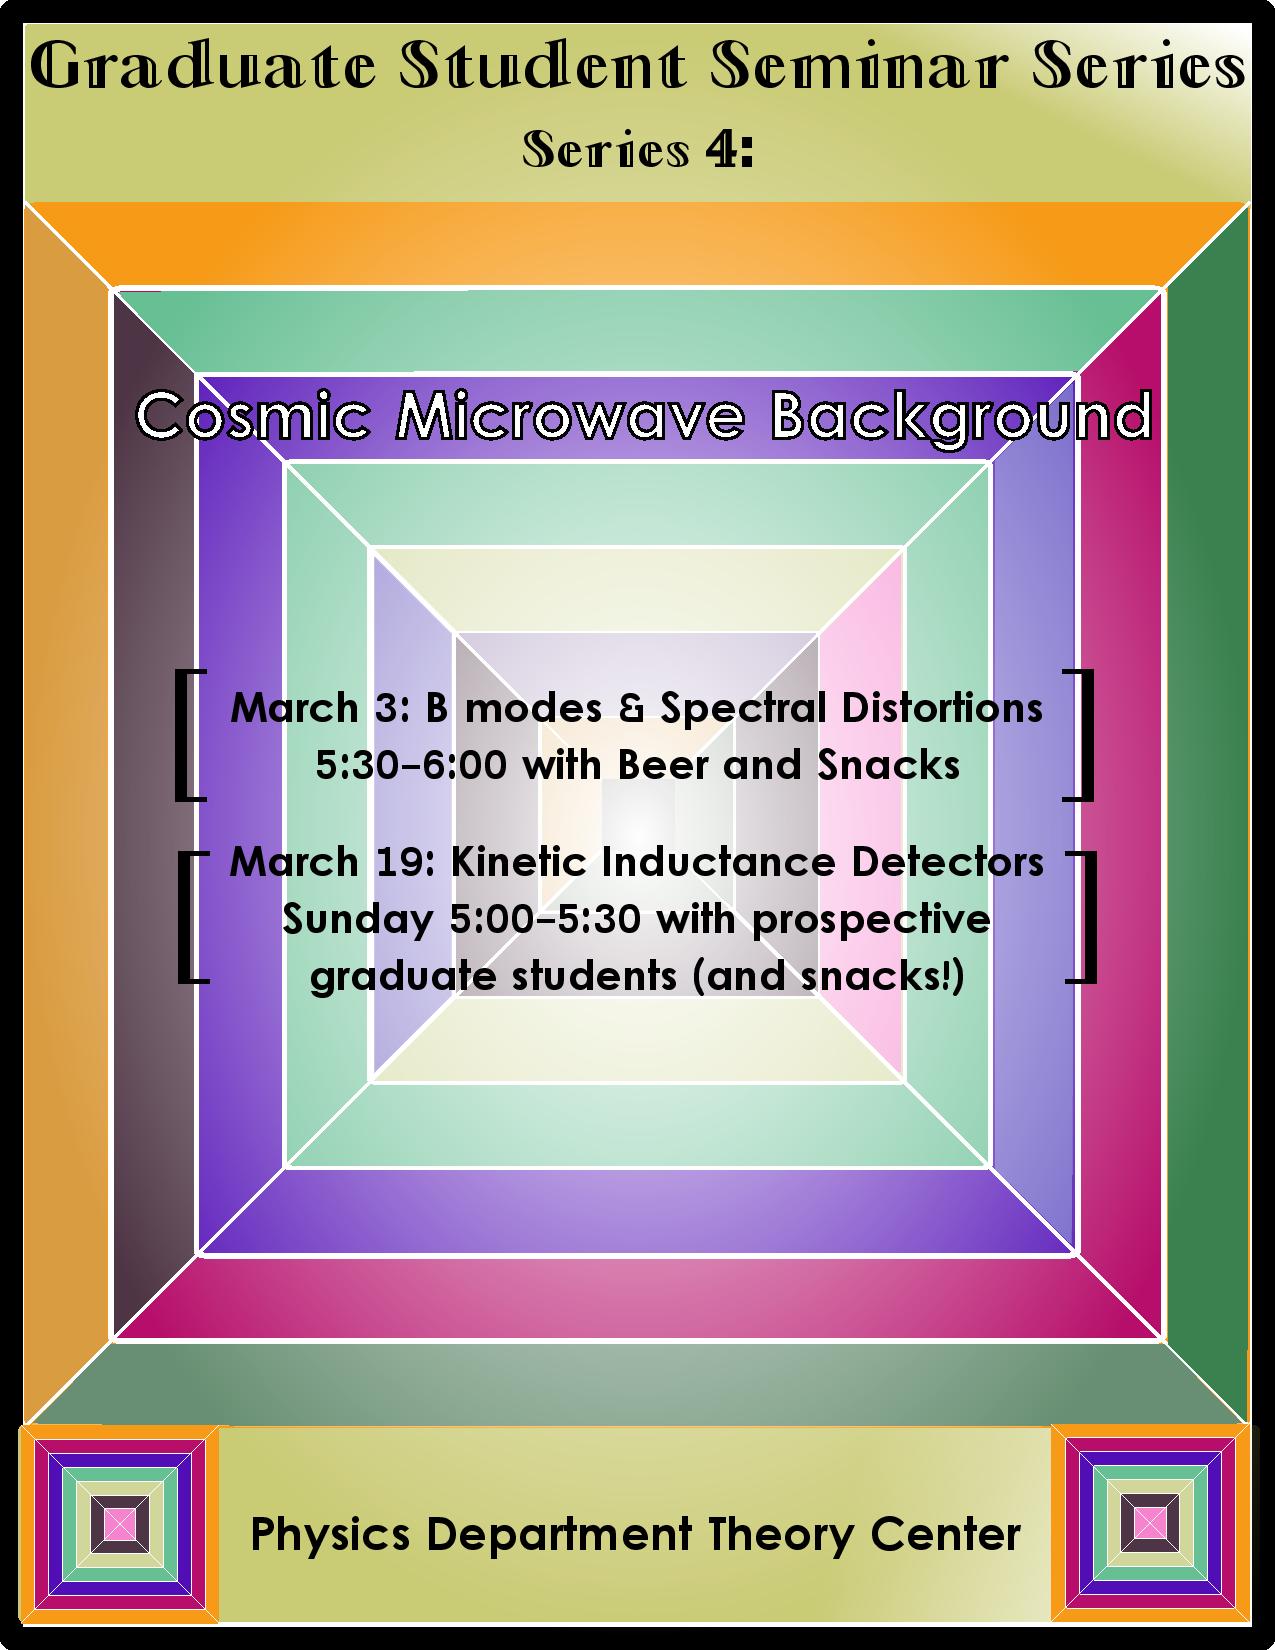 Graduate Student Seminar Series
Series 4:
Cosmic Microwave Background
March 3: B modes & Spectral Distortions
5:30-6:00 with Beer and Snacks
March 19: Kinetic Inductance Detectors
Sunday 5:00-5:30 with prospective
graduate students (and snacks!)
Physics Department Theory Center